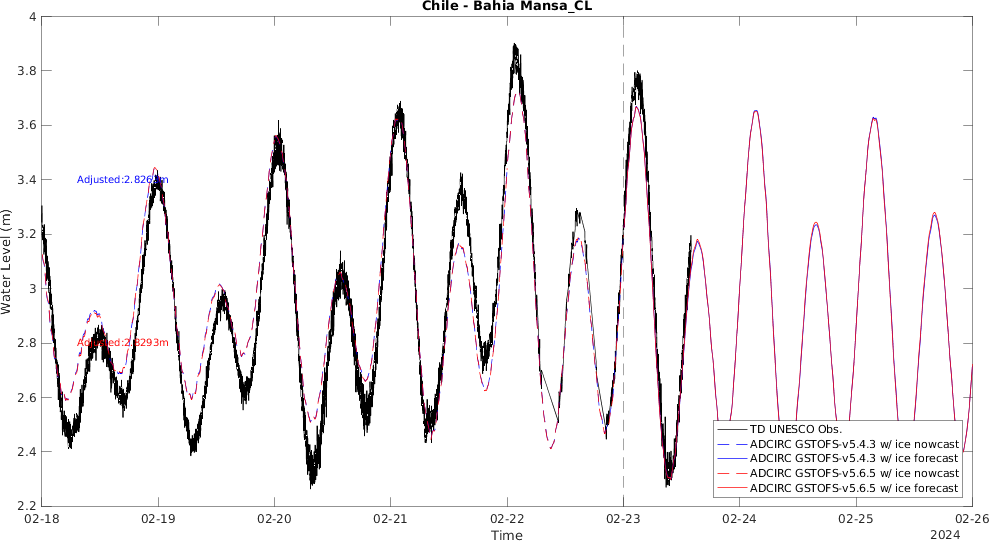 Chile - Bahia Mansa_CL
4
3.8
3.6
3.4
3.2
3
2.8
2.6
2.4
2.2
Water Level (m)
Adjusted:2.826 m
Adjusted:2.8293m
TD UNESCO Obs.
ADCIRC GSTOFS-v5.4.3 w/ ice nowcast
ADCIRC GSTOFS-v5.4.3 w/ ice forecast
ADCIRC GSTOFS-v5.6.5 w/ ice nowcast
ADCIRC GSTOFS-v5.6.5 w/ ice forecast
02-18 02-19 02-20 02-21 02-22 02-23 02-24 02-25 02-26
Time
2024